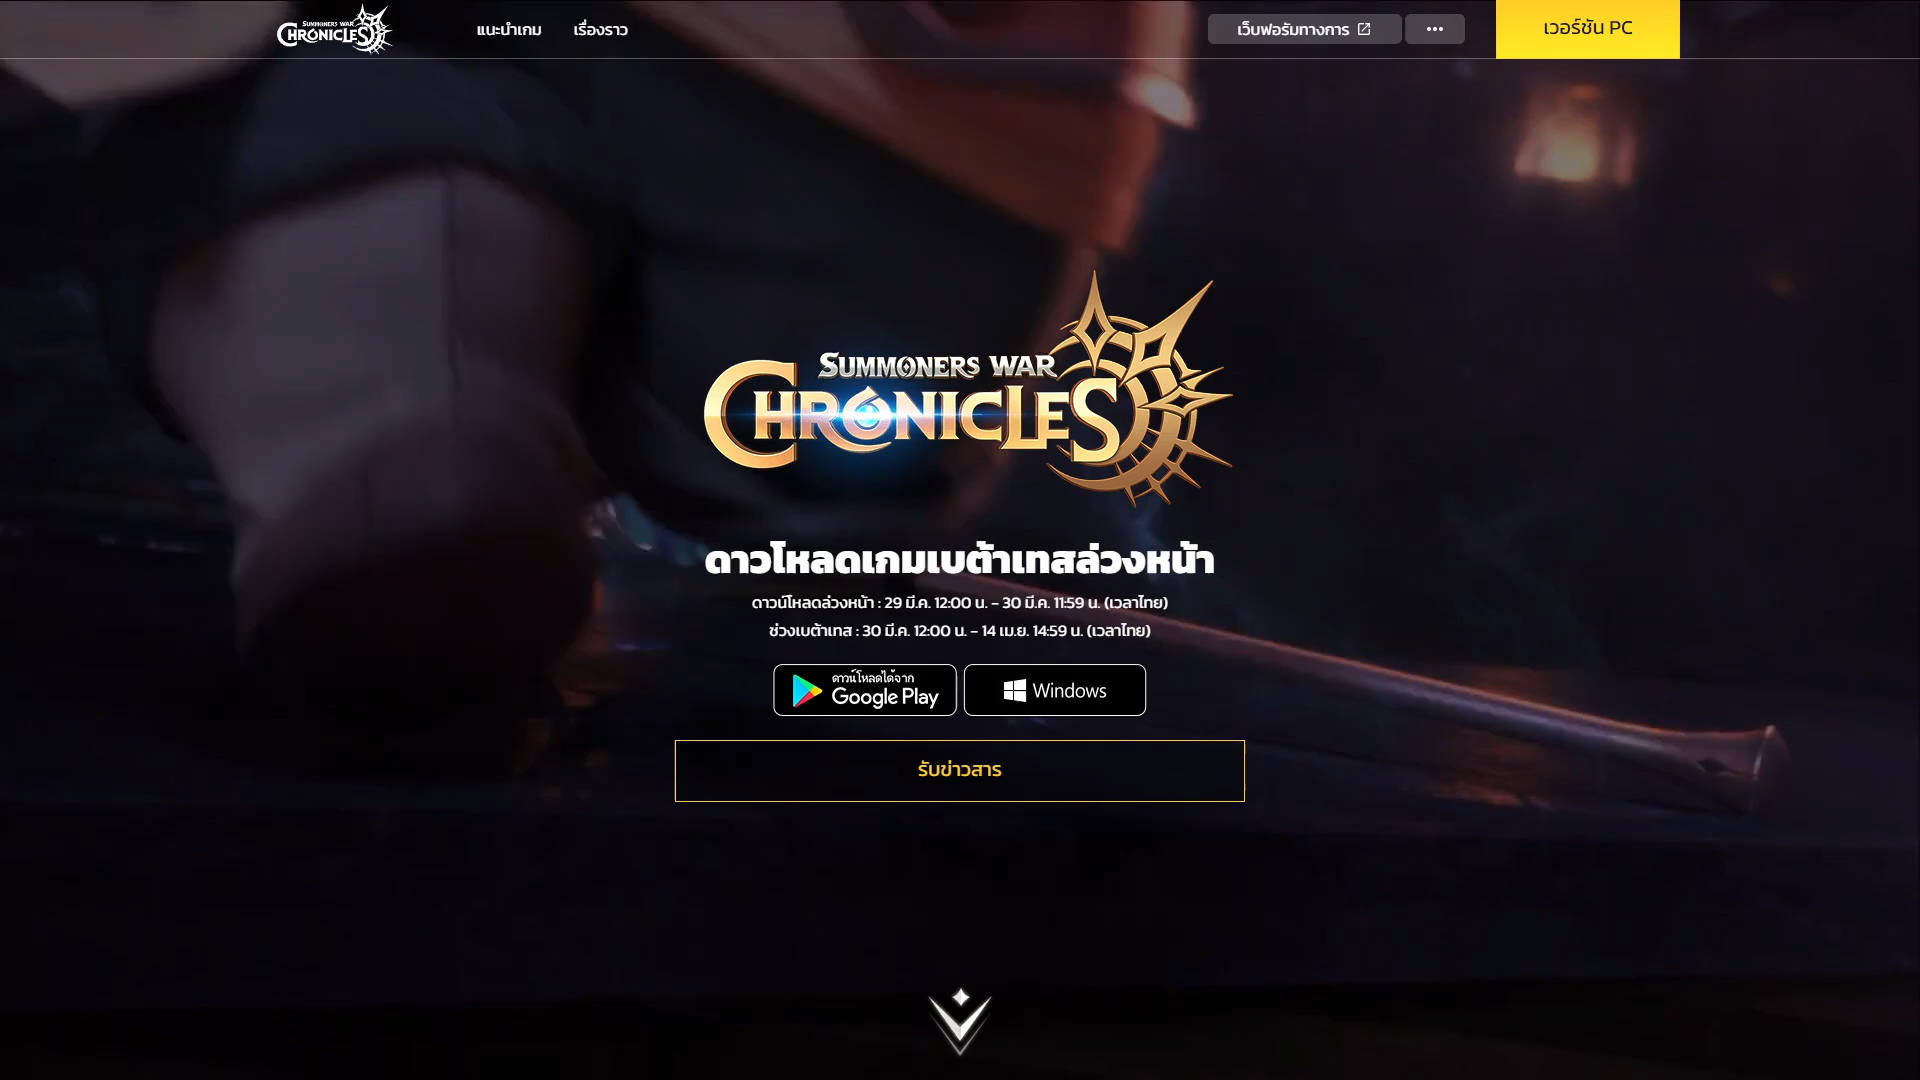 SUMMONERS WAR
CHRONICLES
แนะนำเกม
เรื่องราว
เว็บฟอรัมทางการ
เวอร์ชัน PC
SUMMONERS WAR
CHRONICLES
ดาวโหลดเกมเบต้าเทสล่วงหน้า
ดาวน์โหลดล่วงหน้า : 29 มี.ค. 12:00 น. - 30 มี.ค. 11:59 น. (เวลาไทย)
ช่วงเบต้าเทส : 30 มี.ค. 12:00 น. - 14 เม.ย. 14:59 น. (เวลาไทย)
ดาวน์โหลดได้จาก
Google Play
Windows
รับข่าวสาร